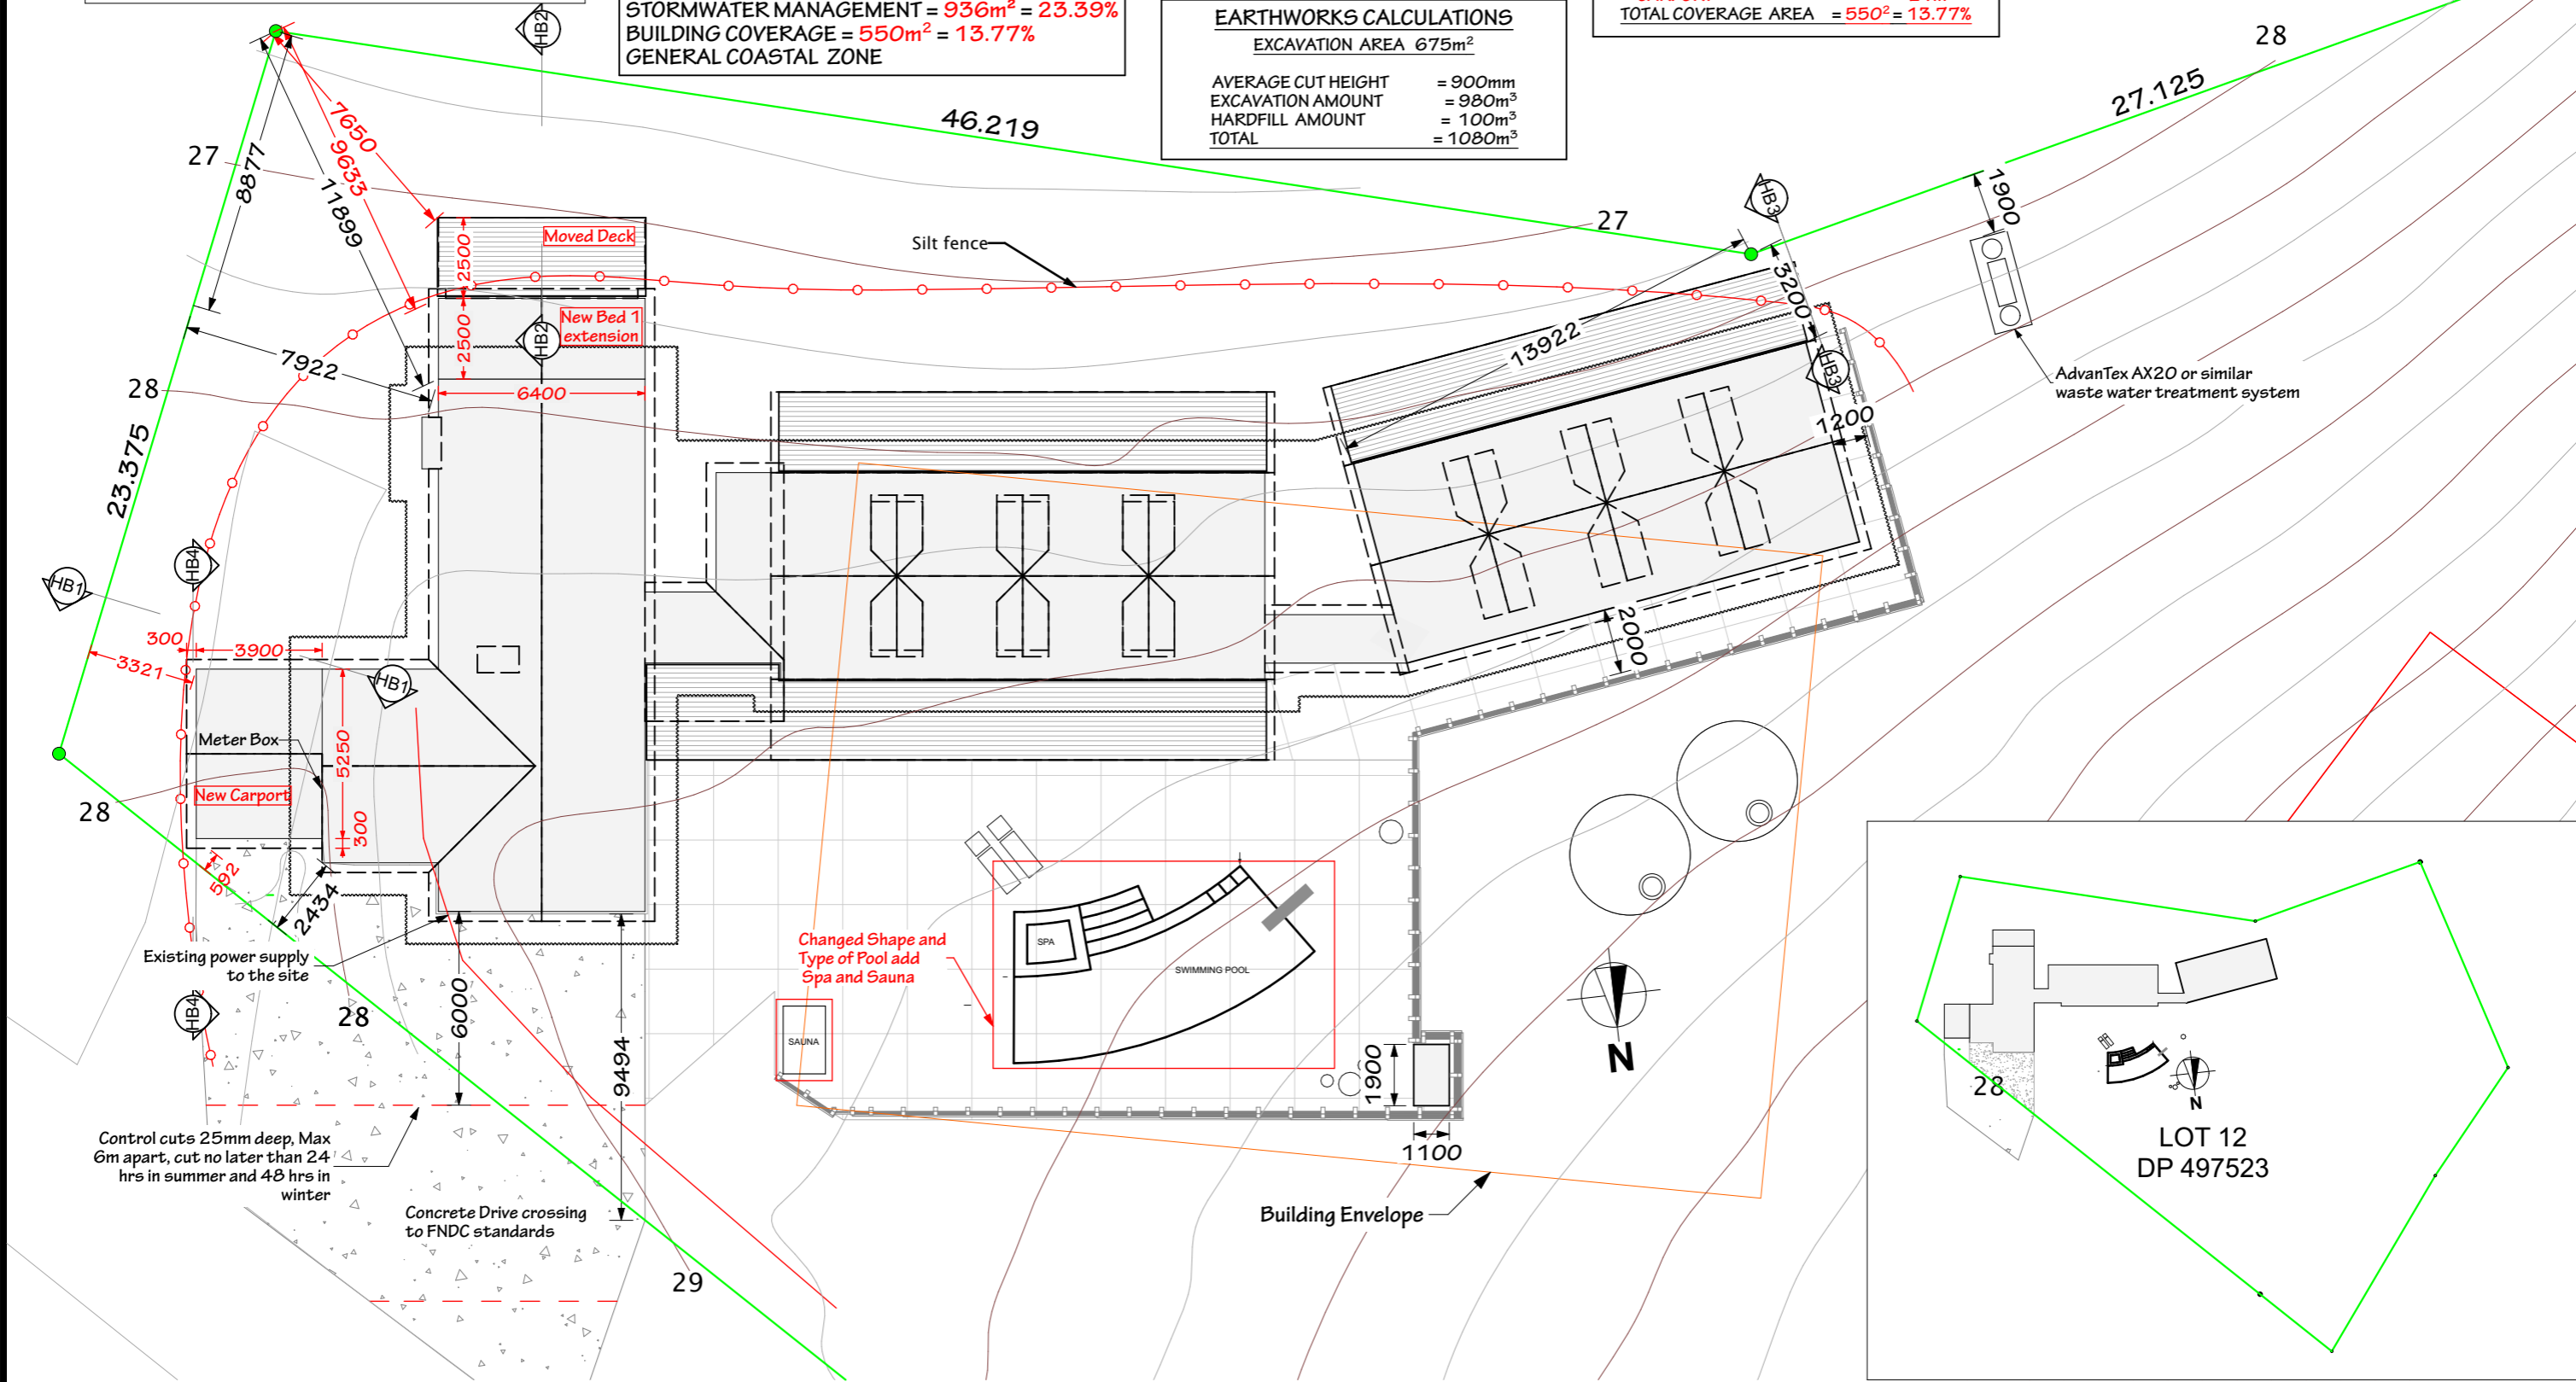 STORMWATER MANAGEMENT = 936m² = 23.39%
BUILDING COVERAGE = 550m² = 13.77%
GENERAL COASTAL ZONE
EARTHWORKS CALCULATIONS
EXCAVATION AREA 675m²
AVERAGE CUT HEIGHT = 900mm
EXCAVATION AMOUNT = 980m³
HARDFILL AMOUNT = 100m³
TOTAL = 1080m³
TOTAL COVERAGE AREA = 550² = 13.77%
HB2
28
27.125
46.219
7650
9633
11899
8877
27
27
1900
HB3
Silt fence
Moved Deck
2500
New Bed 1
extension
HB2
2500
6400
7922
28
23.375
3200
13922
HB3
1200
AdvanTex AX20 or similar
waste water treatment system
HB4
HB1
300
3900
3321
HB1
2000
Meter Box
5250
New Carport
300
28
592
2434
Existing power supply
to the site
HB4
28
6000
9494
Control cuts 25mm deep, Max
6m apart, cut no later than 24
hrs in summer and 48 hrs in
winter
Concrete Drive crossing
to FNDC standards
29
Changed Shape and
Type of Pool add
Spa and Sauna
SPA
SWIMMING POOL
SAUNA
1900
1100
N
Building Envelope
28
N
LOT 12
DP 497523